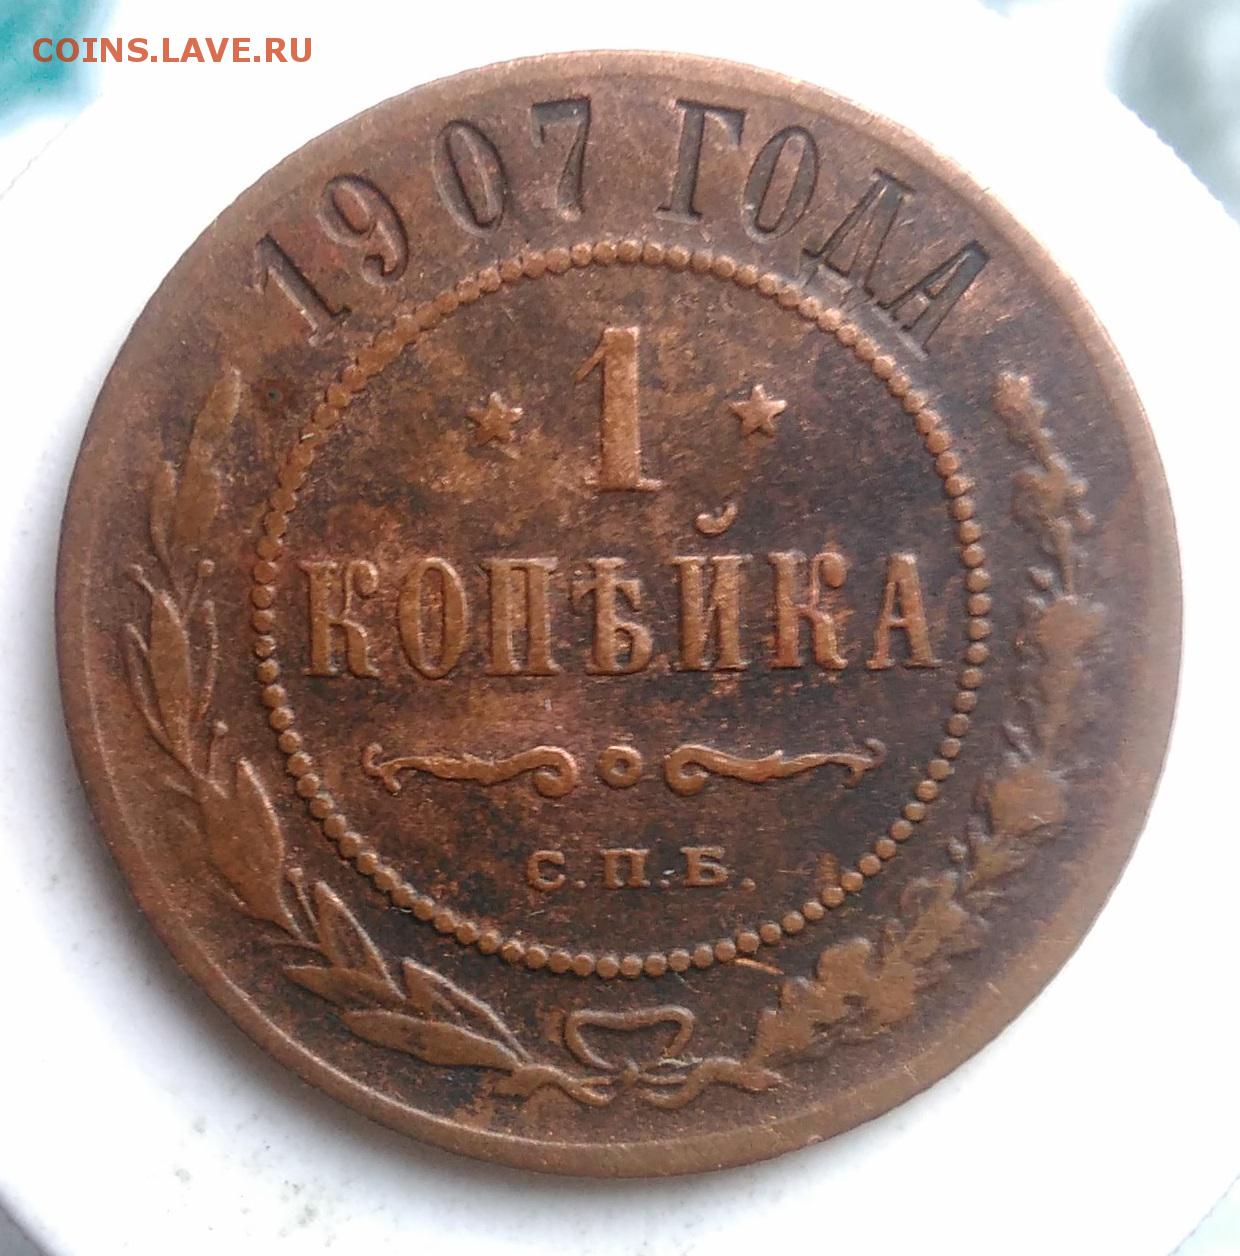 COINS.LAVE.RU
1907 ГОДА
1
КОПѢЙКА
С.П.Б.